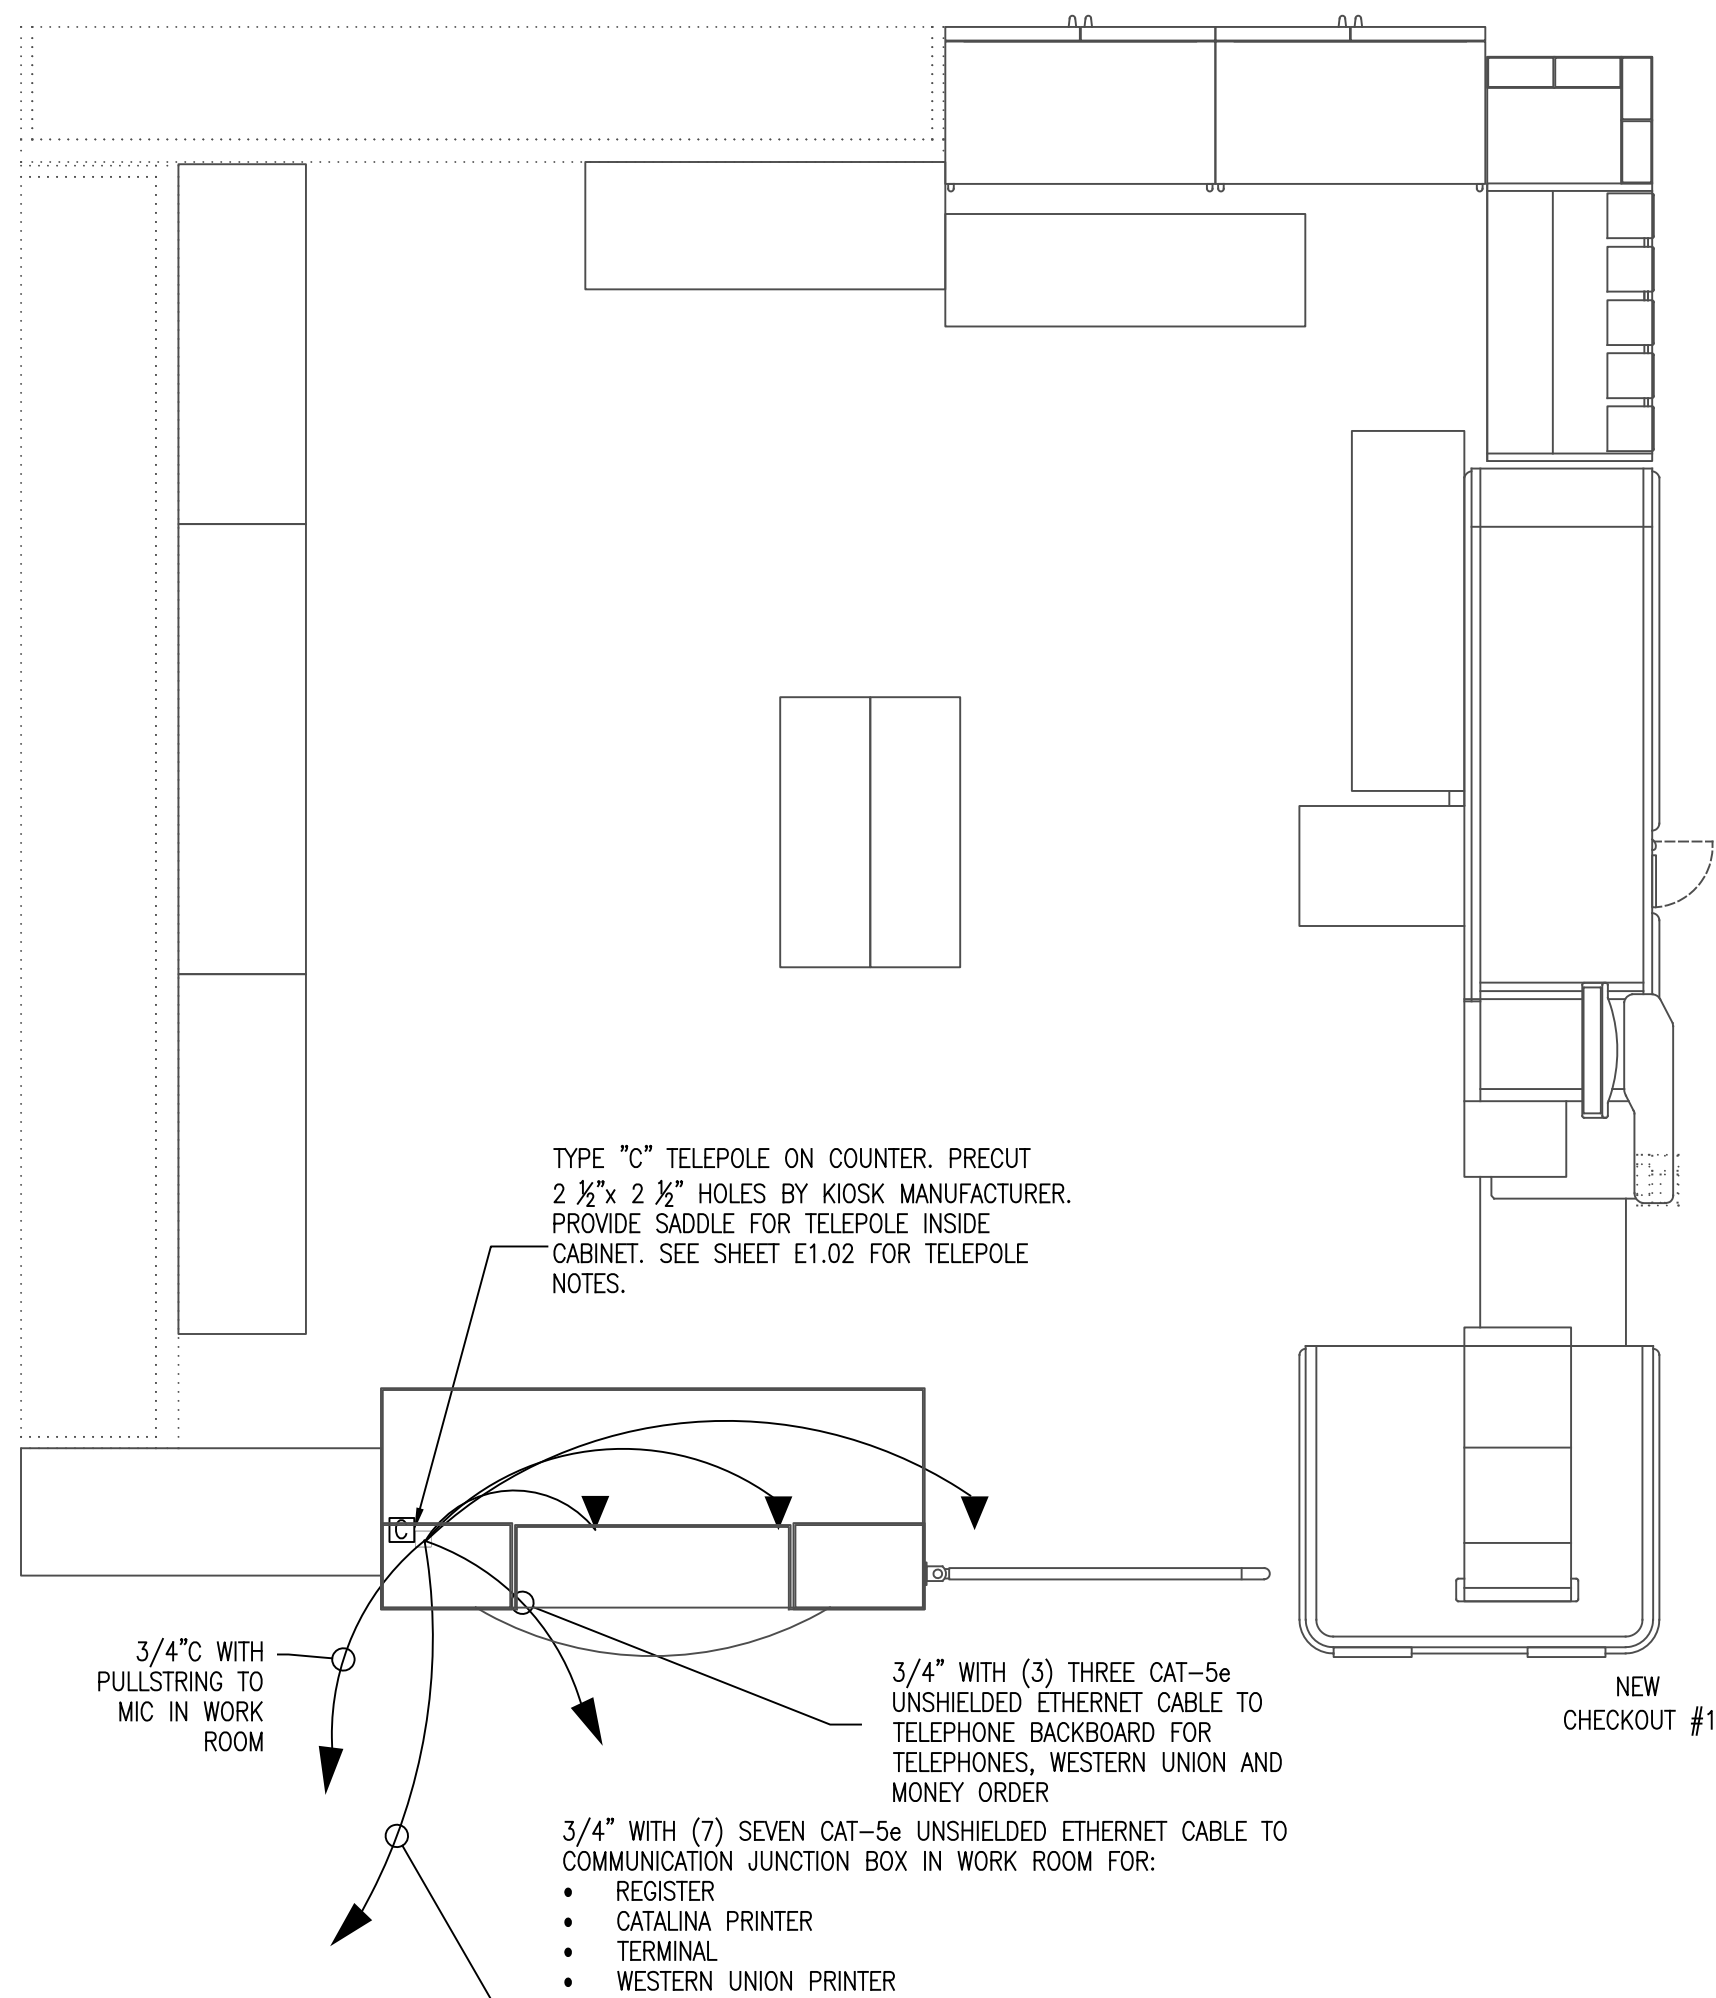 TYPE "C" TELEPOLE ON COUNTER. PRECUT
2 ½"x 2 ½" HOLES BY KIOSK MANUFACTURER.
PROVIDE SADDLE FOR TELEPOLE INSIDE
CABINET. SEE SHEET E1.02 FOR TELEPOLE
NOTES.
C
3/4"C WITH
PULLSTRING TO
MIC IN WORK
ROOM
3/4" WITH (3) THREE CAT-5e
UNSHIELDED ETHERNET CABLE TO
TELEPHONE BACKBOARD FOR
TELEPHONES, WESTERN UNION AND
MONEY ORDER
NEW
CHECKOUT #1
3/4" WITH (7) SEVEN CAT-5e UNSHIELDED ETHERNET CABLE TO
COMMUNICATION JUNCTION BOX IN WORK ROOM FOR:
• REGISTER
• CATALINA PRINTER
• TERMINAL
• WESTERN UNION PRINTER